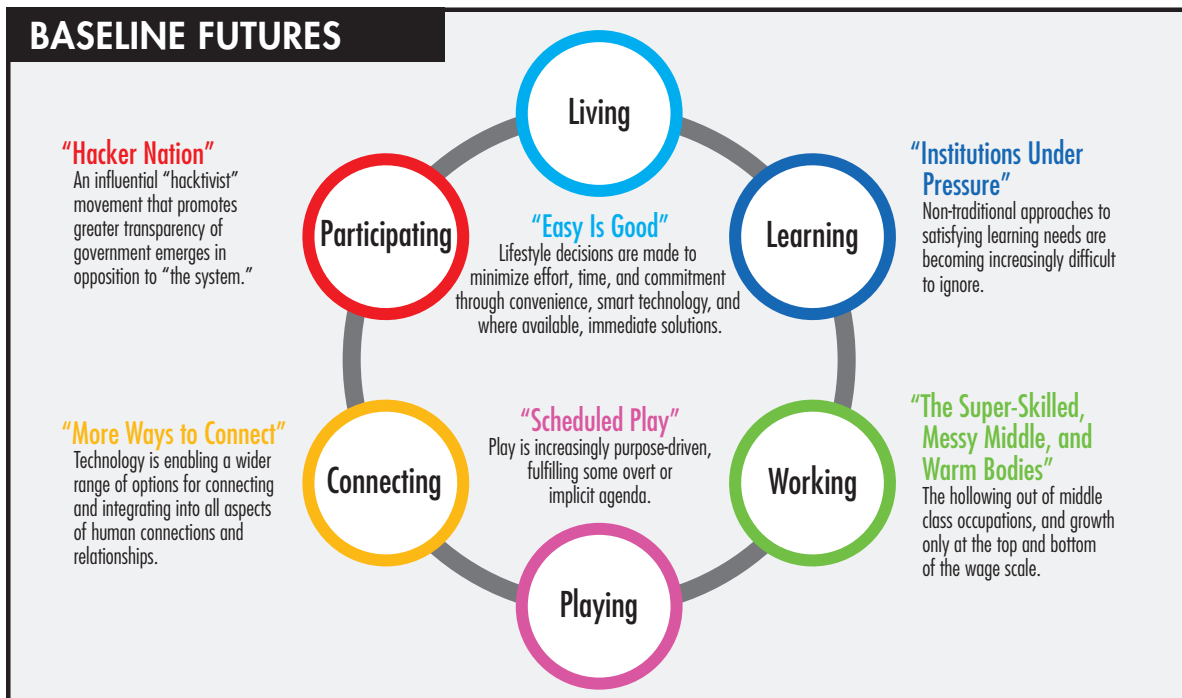 BASELINE FUTURES
Living
“Easy Is Good”
Lifestyle decisions are made to
minimize effort, time, and commitment
through convenience, smart technology, and
where available, immediate solutions.
Learning
“Institutions Under
Pressure”
Non-traditional approaches to
satisfying learning needs are
becoming increasingly difficult
to ignore.
Working
“The Super-Skilled,
Messy Middle, and
Warm Bodies”
The hollowing out of middle
class occupations, and growth
only at the top and bottom
of the wage scale.
Playing
“Scheduled Play”
Play is increasingly purpose-driven,
fulfilling some overt or
implicit agenda.
Connecting
“More Ways to Connect”
Technology is enabling a wider
range of options for connecting
and integrating into all aspects
of human connections and
relationships.
Participating
“Hacker Nation”
An influential “hacktivist”
movement that promotes
greater transparency of
government emerges in
opposition to “the system.”